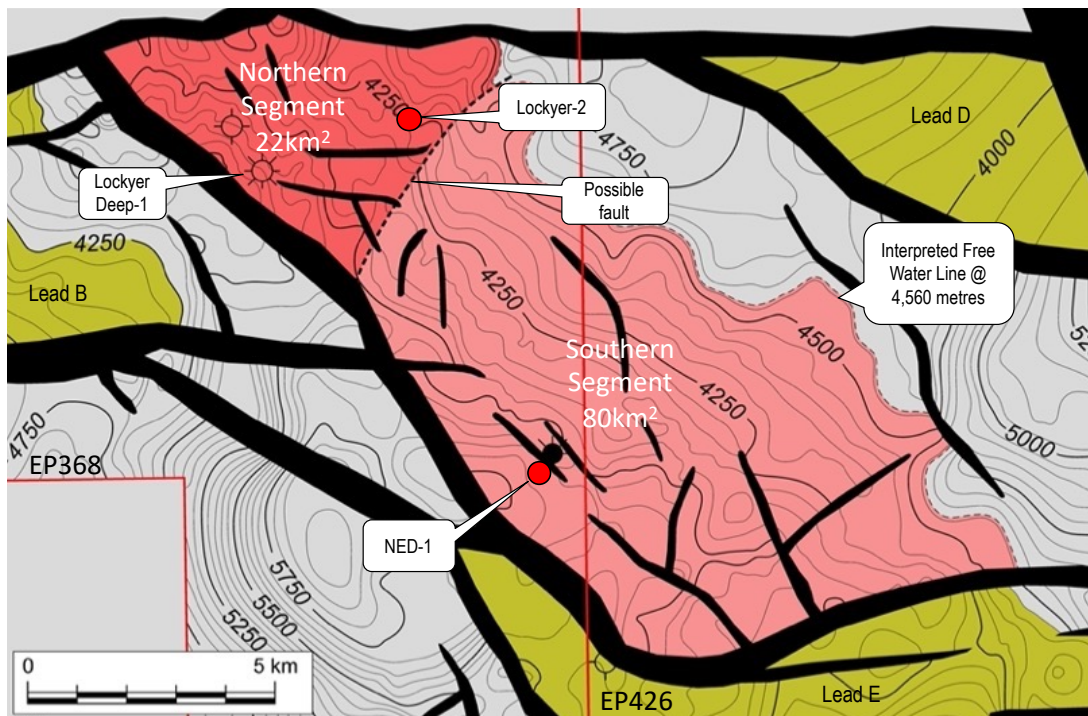 Northern
Segment
22km²
4250
Lockyer-2
4750
Lead D
4000
Lockyer
Deep-1
Possible
fault
4250
Lead B
4250
Interpreted Free
Water Line @
4,560 metres
4500
Southern
Segment
80km²
4250
4750
EP368
5000
NED-1
5750
5500
5250
0
5 km
EP426
Lead E